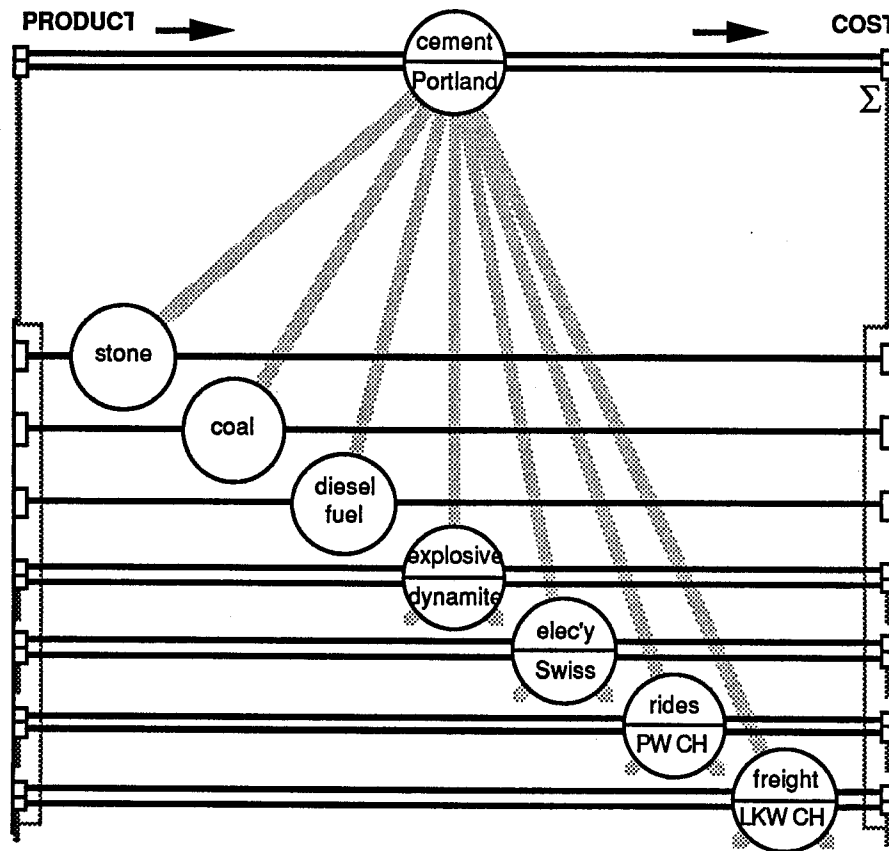 PRODUCT
COST
cement
Portland
Σ
stone
coal
diesel
fuel
explosive
dynamite
elec'y
Swiss
rides
PW CH
freight
LKW CH